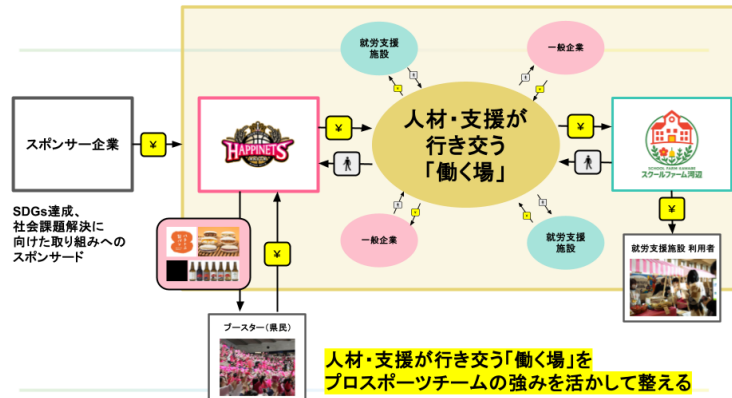 就労支援
施設
一般企業
スポンサー企業
¥
HAPPINETS
¥
人材・支援が
行き交う
「働く場」
¥
SCHOOL FARM KAWABE
スクールファーム河辺
SDGs達成、
社会課題解決に
向けた取り組みへの
スポンサード
一般企業
就労支援
施設
¥
¥
就労支援施設 利用者
ブースター（県民）
人材・支援が行き交う「働く場」を
プロスポーツチームの強みを活かして整える